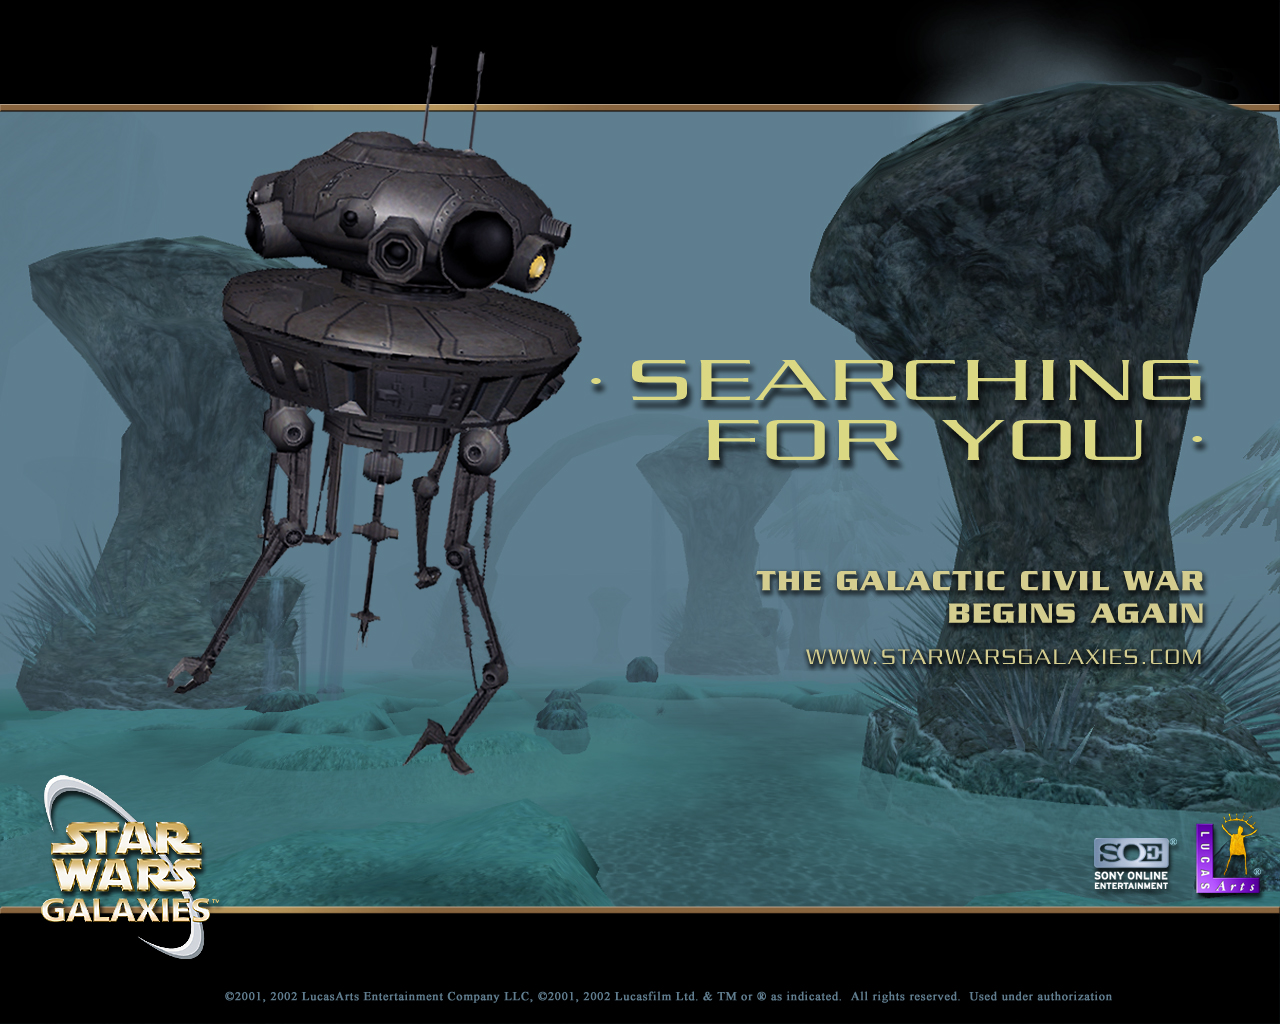 · SEARCHING
FOR YOU ·
THE GALACTIC CIVIL WAR
BEGINS AGAIN
WWW.STARWARSGALAXIES.COM
STAR
WARS
GALAXIES™
SOE®
SONY ONLINE
ENTERTAINMENT
LUCAS
Arts®
©2001, 2002 LucasArts Entertainment Company LLC, ©2001, 2002 Lucasfilm Ltd. & TM or ® as indicated. All rights reserved. Used under authorization